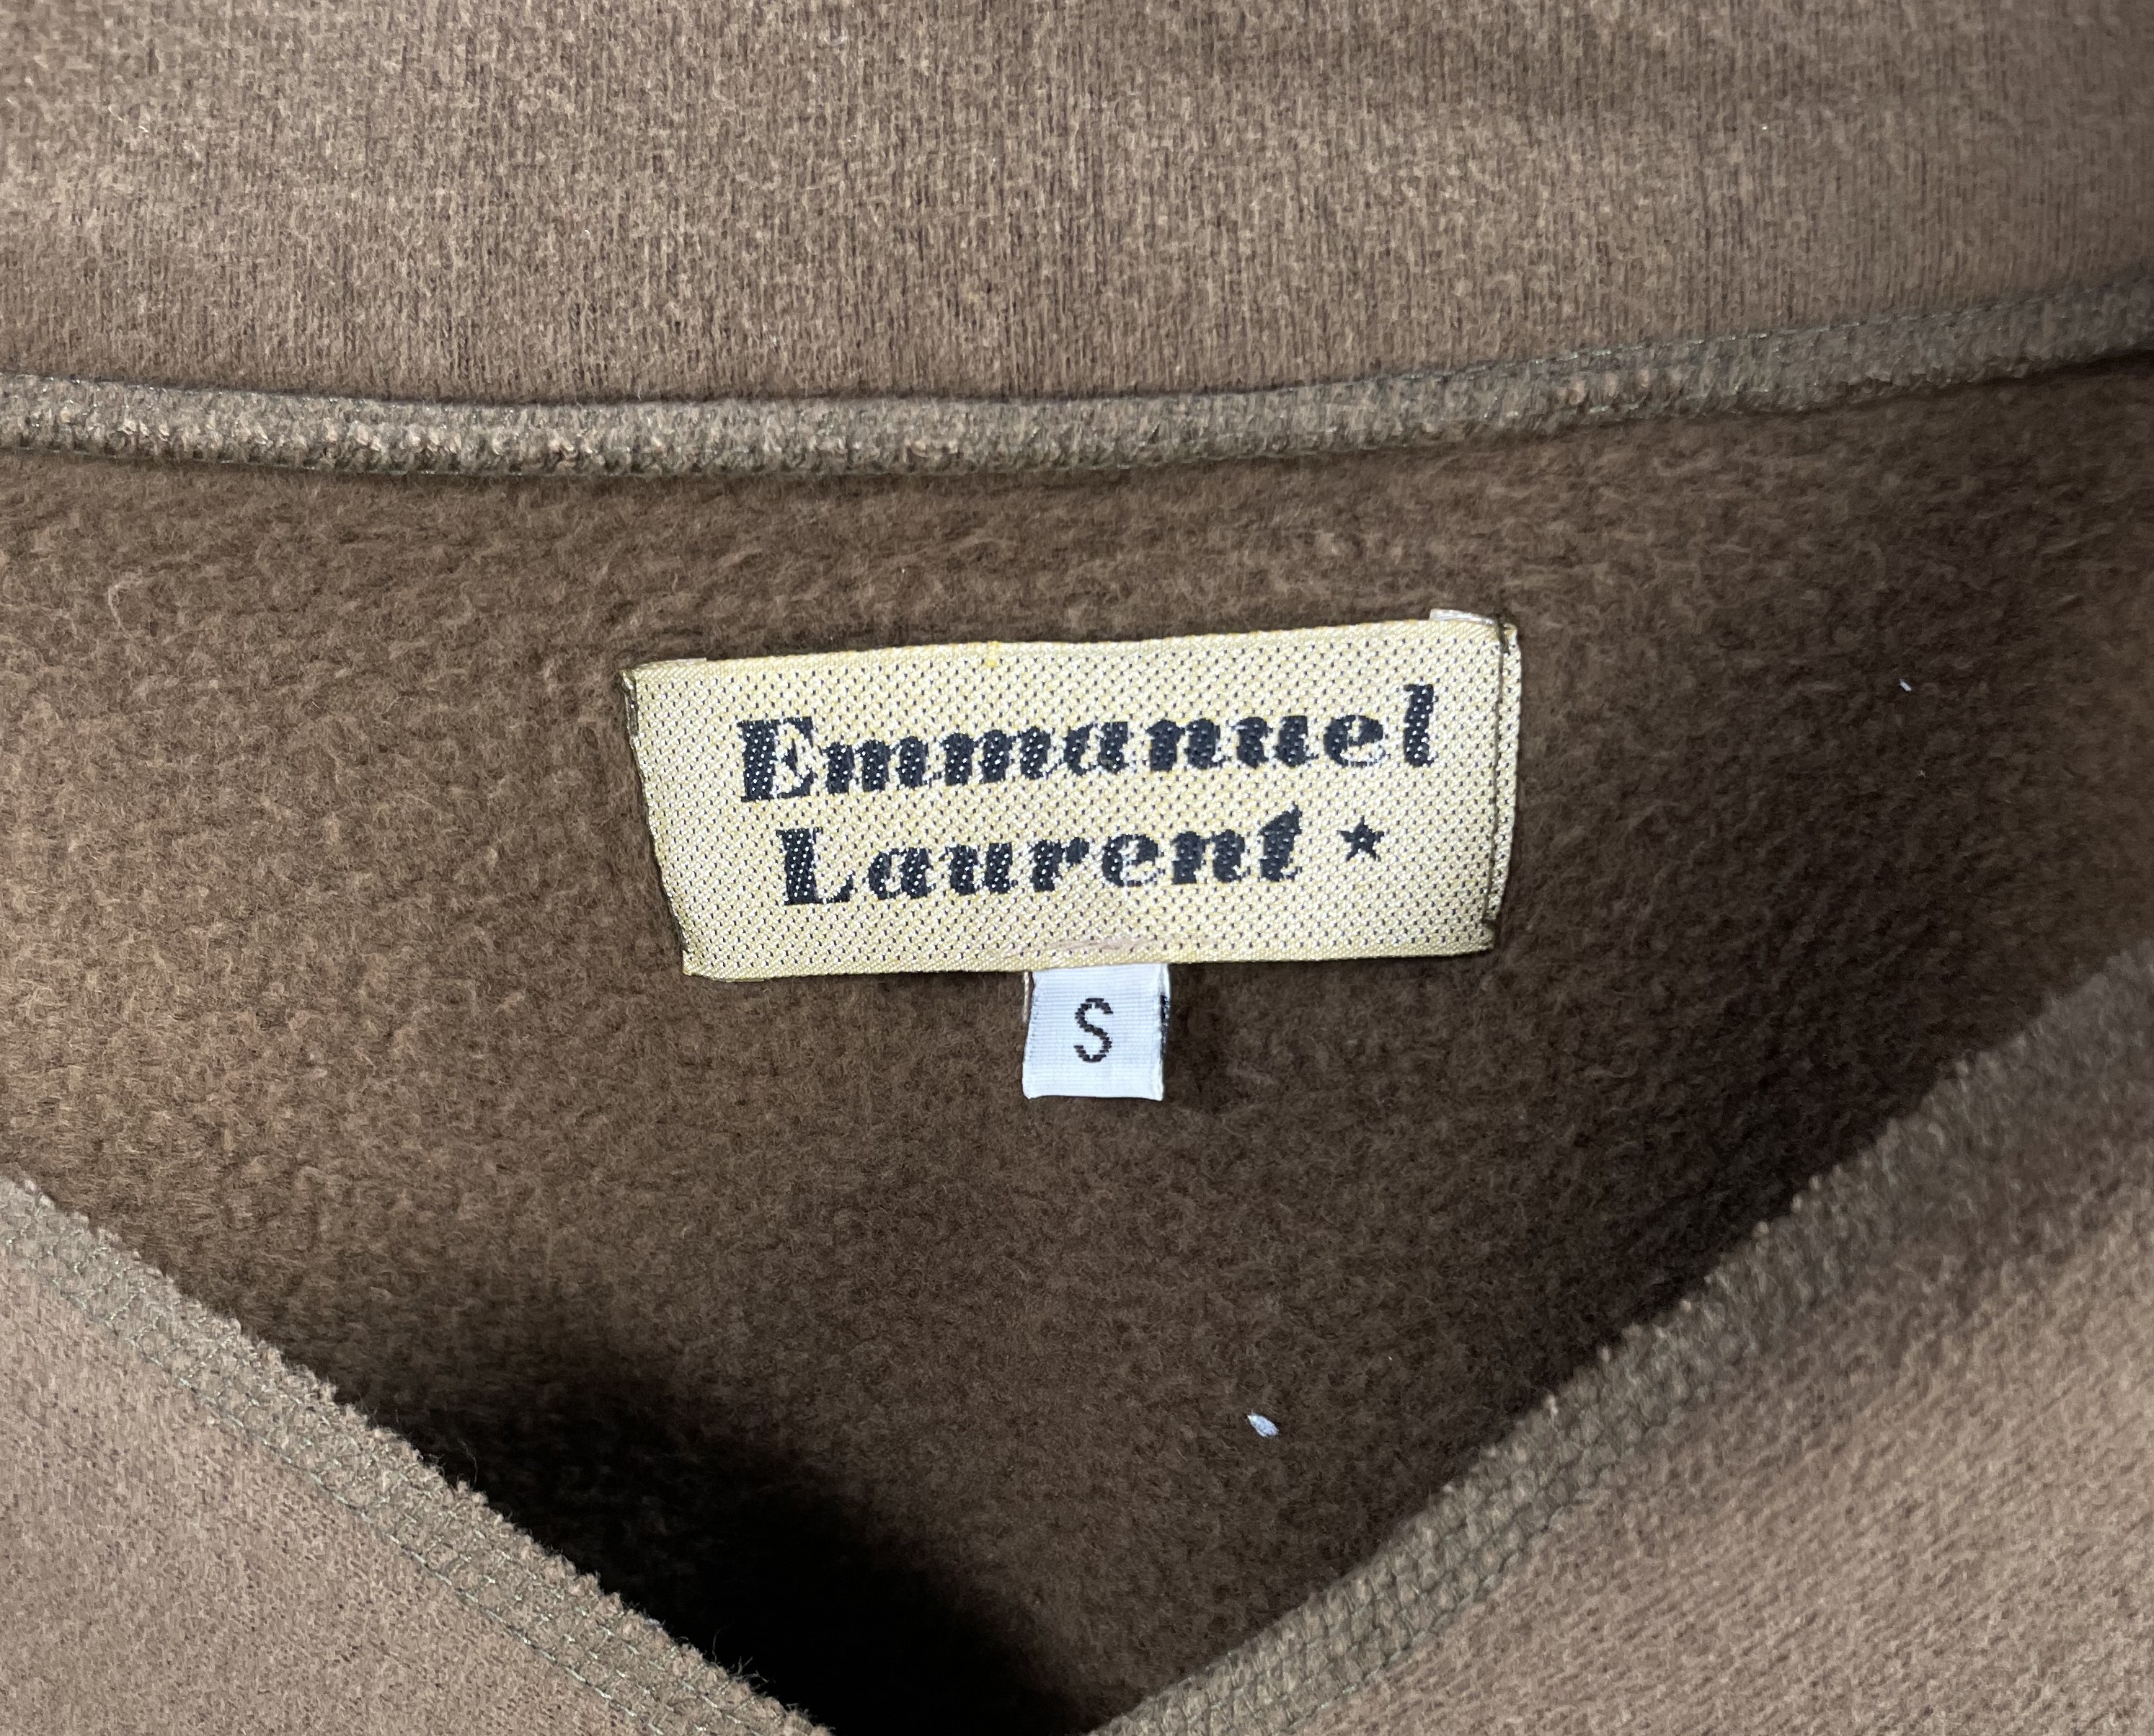 Emmanuel
Laurent ★
S